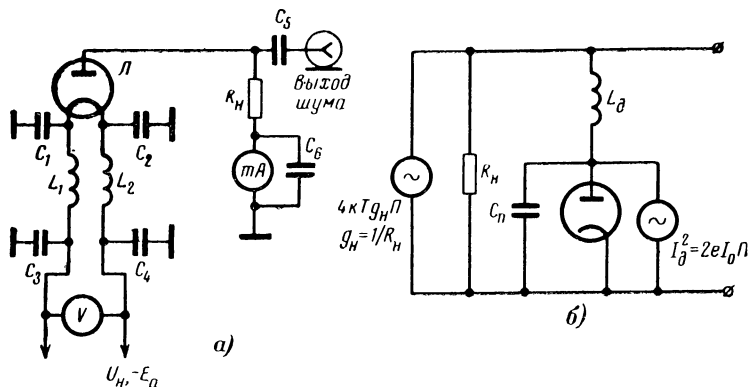 C₅
Л
Выход
шума
Rн
C₁
C₂
C₆
mA
L₁
L₂
C₃
C₄
V
Uн, -Eа
а)
Lд
Rн
Cп
4кТgнП
gн=1/Rн
Iд²=2eI₀П
б)